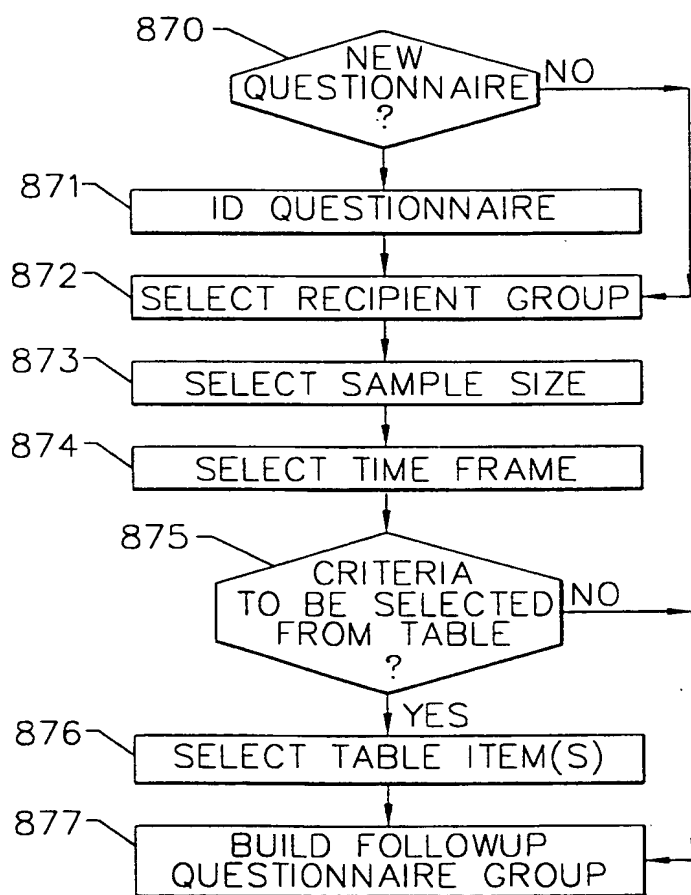 870
NEW
QUESTIONNAIRE
?
NO
871
ID QUESTIONNAIRE
872
SELECT RECIPIENT GROUP
873
SELECT SAMPLE SIZE
874
SELECT TIME FRAME
875
CRITERIA
TO BE SELECTED
FROM TABLE
?
NO
YES
876
SELECT TABLE ITEM(S)
877
BUILD FOLLOWUP
QUESTIONNAIRE GROUP